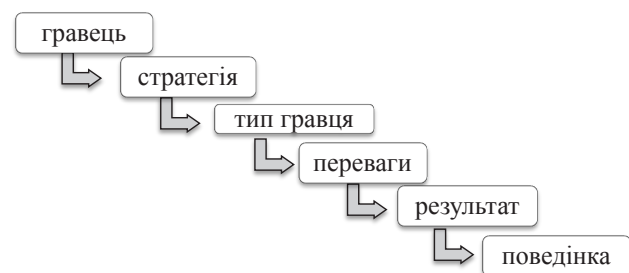 гравець
стратегія
тип гравця
переваги
результат
поведінка